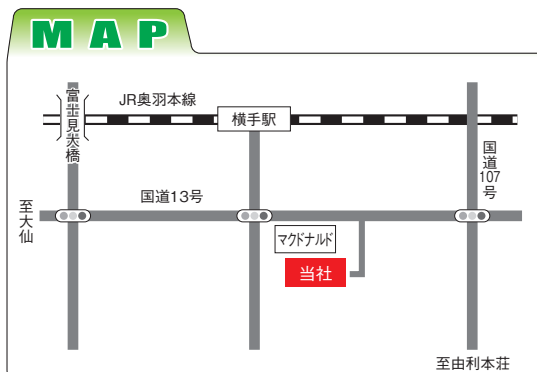 MAP
JR奥羽本線
富士見大橋
横手駅
国道107号
国道13号
至大仙
マクドナルド
当社
至由利本荘